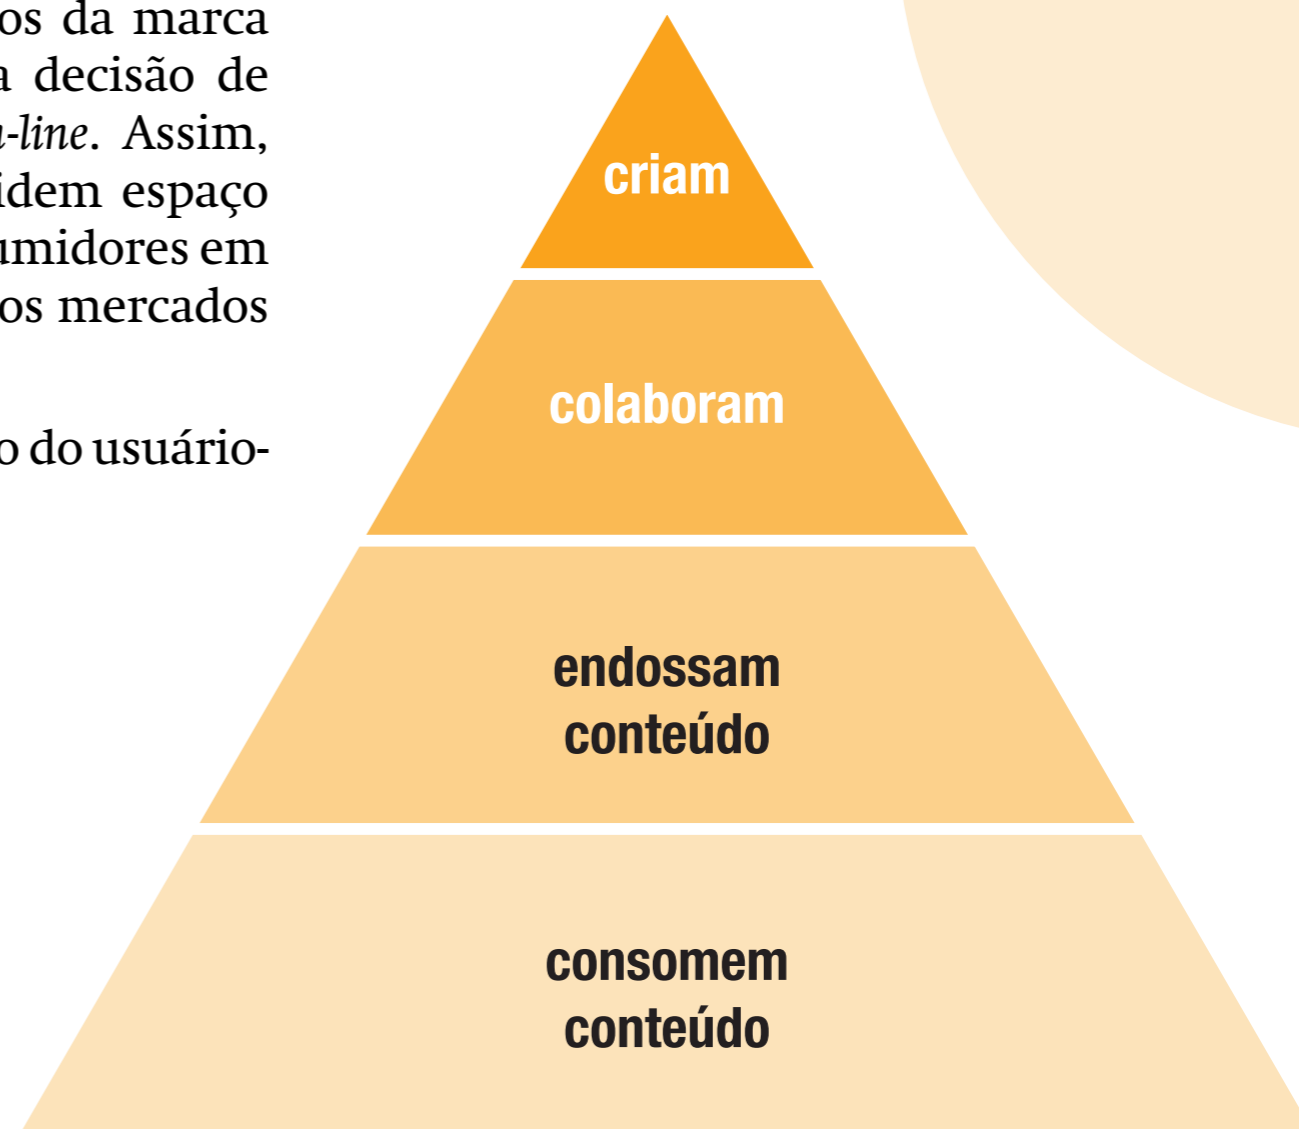 os da marca
a decisão de
n-line. Assim,
idem espaço
umidores em
os mercados
o do usuário-
criam
colaboram
endossam
conteúdo
consomem
conteúdo